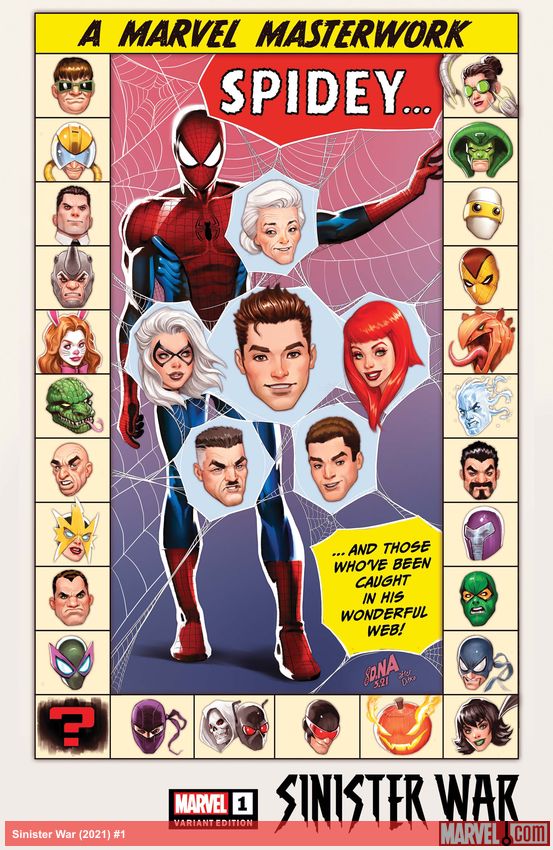 A MARVEL MASTERWORK
SPIDEY...
...AND THOSE
WHO'VE BEEN
CAUGHT
IN HIS
WONDERFUL
WEB!
?
MARVEL 1
VARIANT EDITION
SINISTER WAR
Sinister War (2021) #1
MARVEL.com